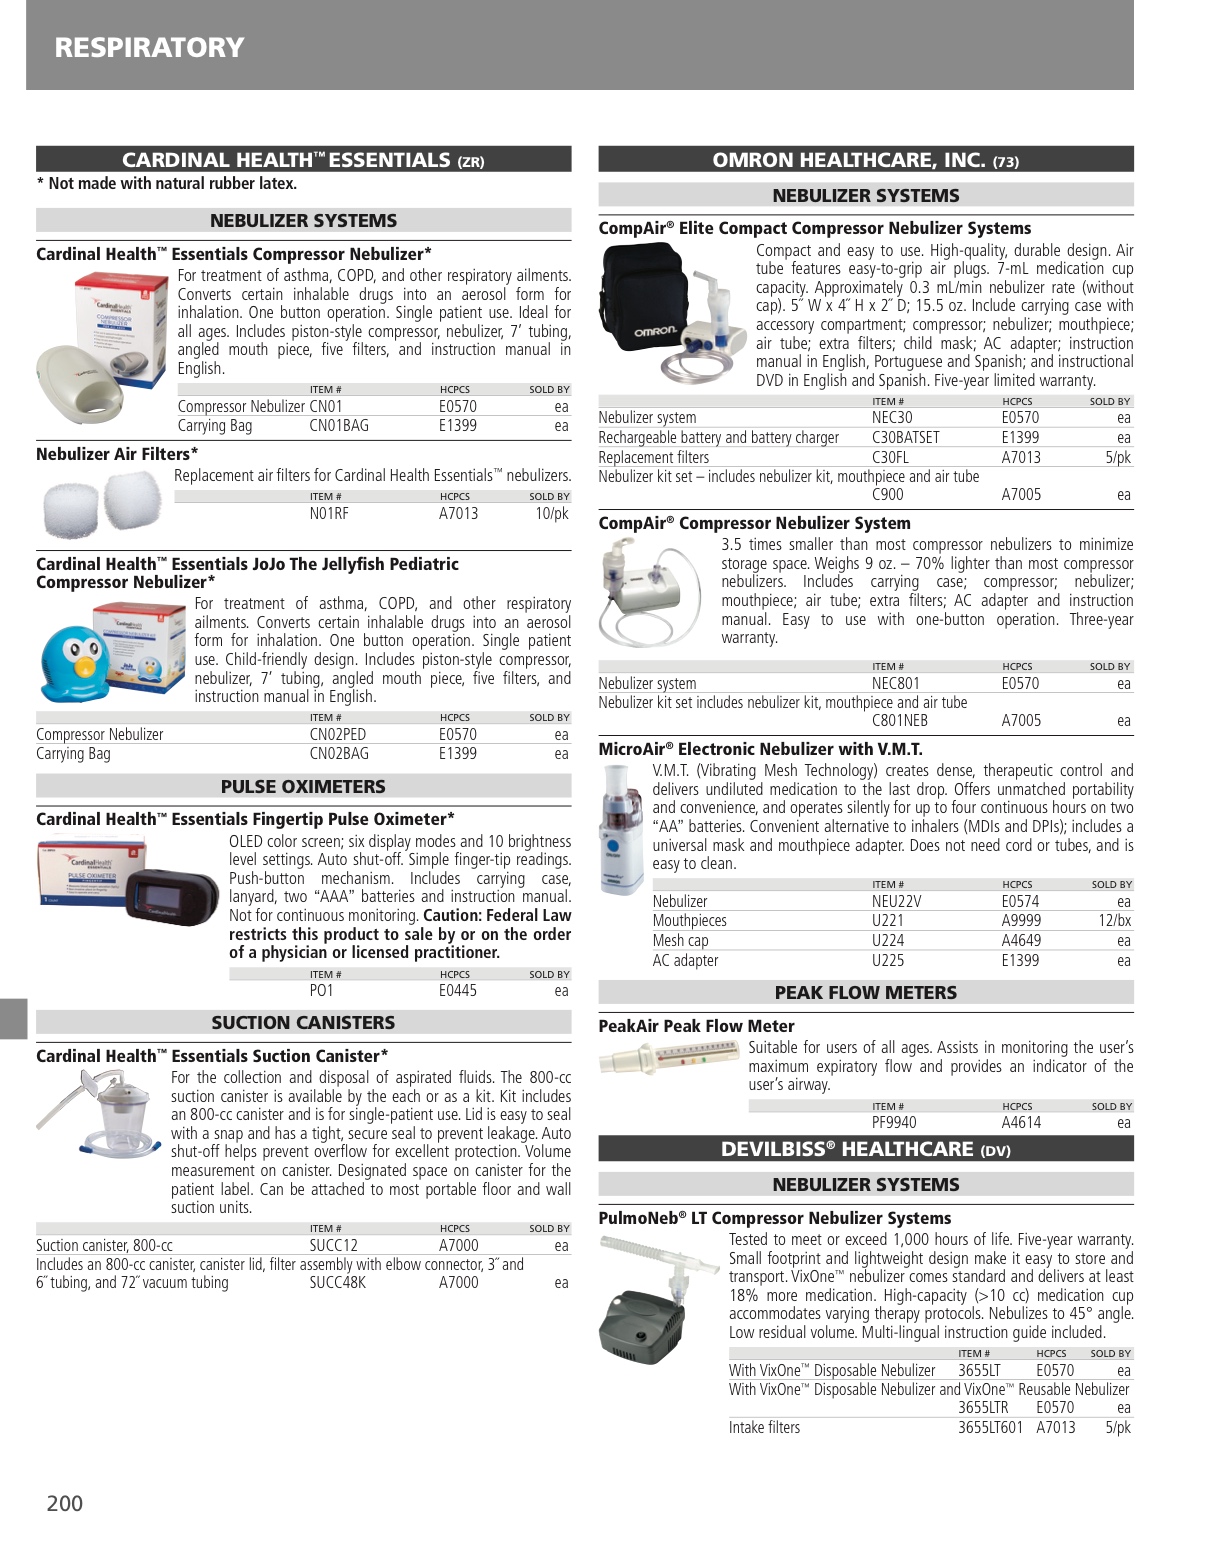 RESPIRATORY
CARDINAL HEALTH™ ESSENTIALS (ZR)
* Not made with natural rubber latex.
NEBULIZER SYSTEMS
Cardinal Health™ Essentials Compressor Nebulizer*
For treatment of asthma, COPD, and other respiratory ailments.
Converts certain inhalable drugs into an aerosol form for
inhalation. One button operation. Single patient use. Ideal for
all ages. Includes piston-style compressor, nebulizer, 7’ tubing,
angled mouth piece, five filters, and instruction manual in
English.
ITEM # HCPCS SOLD BY
Compressor Nebulizer CN01 E0570 ea
Carrying Bag CN01BAG E1399 ea
Nebulizer Air Filters*
Replacement air filters for Cardinal Health Essentials™ nebulizers.
ITEM # HCPCS SOLD BY
N01RF A7013 10/pk
Cardinal Health™ Essentials JoJo The Jellyfish Pediatric
Compressor Nebulizer*
For treatment of asthma, COPD, and other respiratory
ailments. Converts certain inhalable drugs into an aerosol
form for inhalation. One button operation. Single patient
use. Child-friendly design. Includes piston-style compressor,
nebulizer, 7’ tubing, angled mouth piece, five filters, and
instruction manual in English.
ITEM # HCPCS SOLD BY
Compressor Nebulizer CN02PED E0570 ea
Carrying Bag CN02BAG E1399 ea
PULSE OXIMETERS
Cardinal Health™ Essentials Fingertip Pulse Oximeter*
CardinalHealth
ESSENTIALS
PULSE OXIMETER
OLED color screen; six display modes and 10 brightness
level settings. Auto shut-off. Simple finger-tip readings.
Push-button mechanism. Includes carrying case,
lanyard, two “AAA” batteries and instruction manual.
Not for continuous monitoring. Caution: Federal Law
restricts this product to sale by or on the order
of a physician or licensed practitioner.
ITEM # HCPCS SOLD BY
PO1 E0445 ea
SUCTION CANISTERS
Cardinal Health™ Essentials Suction Canister*
For the collection and disposal of aspirated fluids. The 800-cc
suction canister is available by the each or as a kit. Kit includes
an 800-cc canister and is for single-patient use. Lid is easy to seal
with a snap and has a tight, secure seal to prevent leakage. Auto
shut-off helps prevent overflow for excellent protection. Volume
measurement on canister. Designated space on canister for the
patient label. Can be attached to most portable floor and wall
suction units.
ITEM # HCPCS SOLD BY
Suction canister, 800-cc SUCC12 A7000 ea
Includes an 800-cc canister, canister lid, filter assembly with elbow connector, 3˝ and
6˝ tubing, and 72˝ vacuum tubing SUCC48K A7000 ea
OMRON HEALTHCARE, INC. (73)
NEBULIZER SYSTEMS
CompAir® Elite Compact Compressor Nebulizer Systems
OMRON
Compact and easy to use. High-quality, durable design. Air
tube features easy-to-grip air plugs. 7-mL medication cup
capacity. Approximately 0.3 mL/min nebulizer rate (without
cap). 5˝ W x 4˝ H x 2˝ D; 15.5 oz. Include carrying case with
accessory compartment; compressor; nebulizer; mouthpiece;
air tube; extra filters; child mask; AC adapter; instruction
manual in English, Portuguese and Spanish; and instructional
DVD in English and Spanish. Five-year limited warranty.
ITEM # HCPCS SOLD BY
Nebulizer system NEC30 E0570 ea
Rechargeable battery and battery charger C30BATSET E1399 ea
Replacement filters C30FL A7013 5/pk
Nebulizer kit set – includes nebulizer kit, mouthpiece and air tube
C900 A7005 ea
CompAir® Compressor Nebulizer System
3.5 times smaller than most compressor nebulizers to minimize
storage space. Weighs 9 oz. – 70% lighter than most compressor
nebulizers. Includes carrying case; compressor; nebulizer;
mouthpiece; air tube; extra filters; AC adapter and instruction
manual. Easy to use with one-button operation. Three-year
warranty.
ITEM # HCPCS SOLD BY
Nebulizer system NEC801 E0570 ea
Nebulizer kit set includes nebulizer kit, mouthpiece and air tube
C801NEB A7005 ea
MicroAir® Electronic Nebulizer with V.M.T.
V.M.T. (Vibrating Mesh Technology) creates dense, therapeutic control and
delivers undiluted medication to the last drop. Offers unmatched portability
and convenience, and operates silently for up to four continuous hours on two
“AA” batteries. Convenient alternative to inhalers (MDIs and DPIs); includes a
universal mask and mouthpiece adapter. Does not need cord or tubes, and is
easy to clean.
ITEM # HCPCS SOLD BY
Nebulizer NEU22V E0574 ea
Mouthpieces U221 A9999 12/bx
Mesh cap U224 A4649 ea
AC adapter U225 E1399 ea
PEAK FLOW METERS
PeakAir Peak Flow Meter
Suitable for users of all ages. Assists in monitoring the user’s
maximum expiratory flow and provides an indicator of the
user’s airway.
ITEM # HCPCS SOLD BY
PF9940 A4614 ea
DEVILBISS® HEALTHCARE (DV)
NEBULIZER SYSTEMS
PulmoNeb® LT Compressor Nebulizer Systems
Tested to meet or exceed 1,000 hours of life. Five-year warranty.
Small footprint and lightweight design make it easy to store and
transport. VixOne™ nebulizer comes standard and delivers at least
18% more medication. High-capacity (>10 cc) medication cup
accommodates varying therapy protocols. Nebulizes to 45° angle.
Low residual volume. Multi-lingual instruction guide included.
ITEM # HCPCS SOLD BY
With VixOne™ Disposable Nebulizer 3655LT E0570 ea
With VixOne™ Disposable Nebulizer and VixOne™ Reusable Nebulizer
3655LTR E0570 ea
Intake filters 3655LT601 A7013 5/pk
200